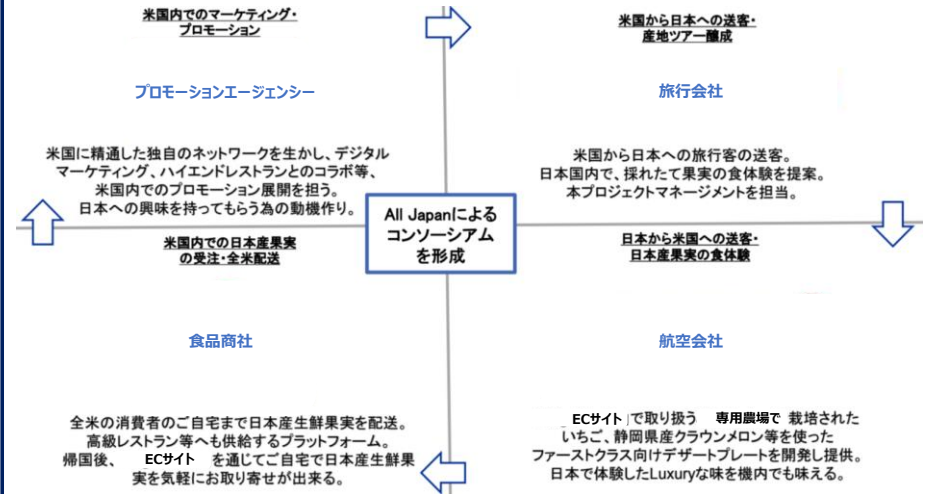 米国内でのマーケティング・
プロモーション
プロモーションエージェンシー
米国に精通した独自のネットワークを生かし、デジタル
マーケティング、ハイエンドレストランとのコラボ等、
米国内でのプロモーション展開を担う。
日本への興味を持ってもらう為の動機作り。
米国から日本への送客・
産地ツアー醸成
旅行会社
米国から日本への旅行客の送客。
日本国内で、採れたて果実の食体験を提案。
本プロジェクトマネージメントを担当。
All Japanによる
コンソーシアム
を形成
米国内での日本産果実
の受注・全米配送
食品商社
全米の消費者のご自宅まで日本産生鮮果実を配送。
高級レストラン等へも供給するプラットフォーム。
帰国後、 ECサイト を通じてご自宅で日本産生鮮果
実を気軽にお取り寄せが出来る。
日本から米国への送客・
日本産果実の食体験
航空会社
ECサイト」で取り扱う 専用農場で 栽培された
いちご、静岡県産クラウンメロン等を使った
ファーストクラス向けデザートプレートを開発し提供。
日本で体験したLuxuryな味を機内でも味える。